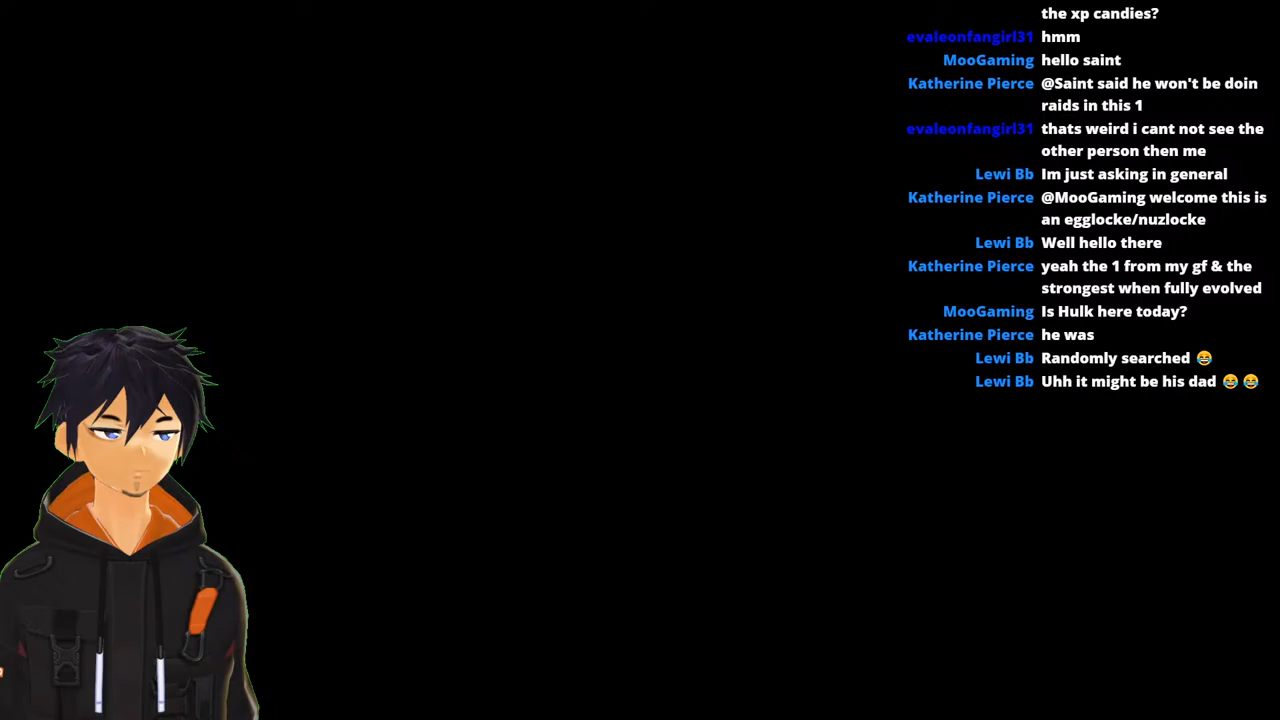 the xp candies?
evaleonfangirl31 hmm
MooGaming hello saint
Katherine Pierce @Saint said he won't be doin
raids in this 1
evaleonfangirl31 thats weird i cant not see the
other person then me
Lewi Bb Im just asking in general
Katherine Pierce @MooGaming welcome this is
an egglocke/nuzlocke
Lewi Bb Well hello there
Katherine Pierce yeah the 1 from my gf & the
strongest when fully evolved
MooGaming Is Hulk here today?
Katherine Pierce he was
Lewi Bb Randomly searched 😂
Lewi Bb Uhh it might be his dad 😂 😂